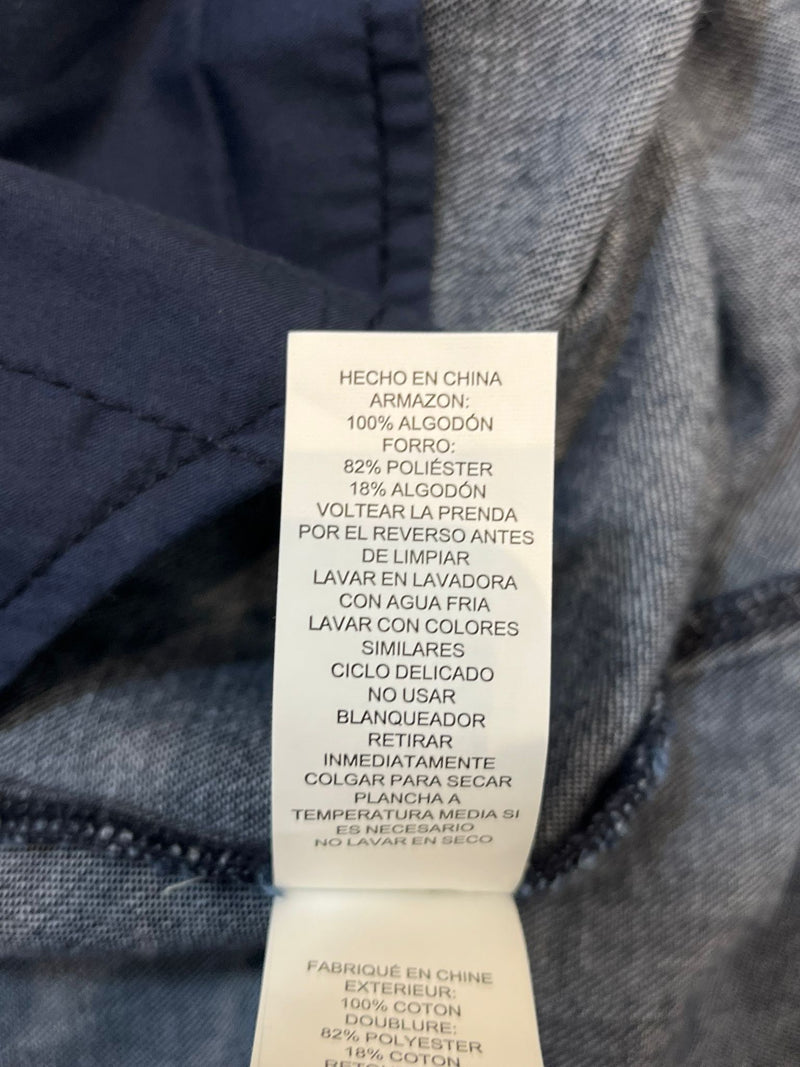 HECHO EN CHINA
ARMAZON:
100% ALGODÓN
FORRO:
82% POLIÉSTER
18% ALGODÓN
VOLTEAR LA PRENDA
POR EL REVERSO ANTES
DE LIMPIAR
LAVAR EN LAVADORA
CON AGUA FRIA
LAVAR CON COLORES
SIMILARES
CICLO DELICADO
NO USAR
BLANQUEADOR
RETIRAR
INMEDIATAMENTE
COLGAR PARA SECAR
PLANCHA A
TEMPERATURA MEDIA SI
ES NECESARIO
NO LAVAR EN SECO
FABRIQUÉ EN CHINE
EXTERIEUR:
100% COTON
DOUBLURE:
82% POLYESTER
18% COTON